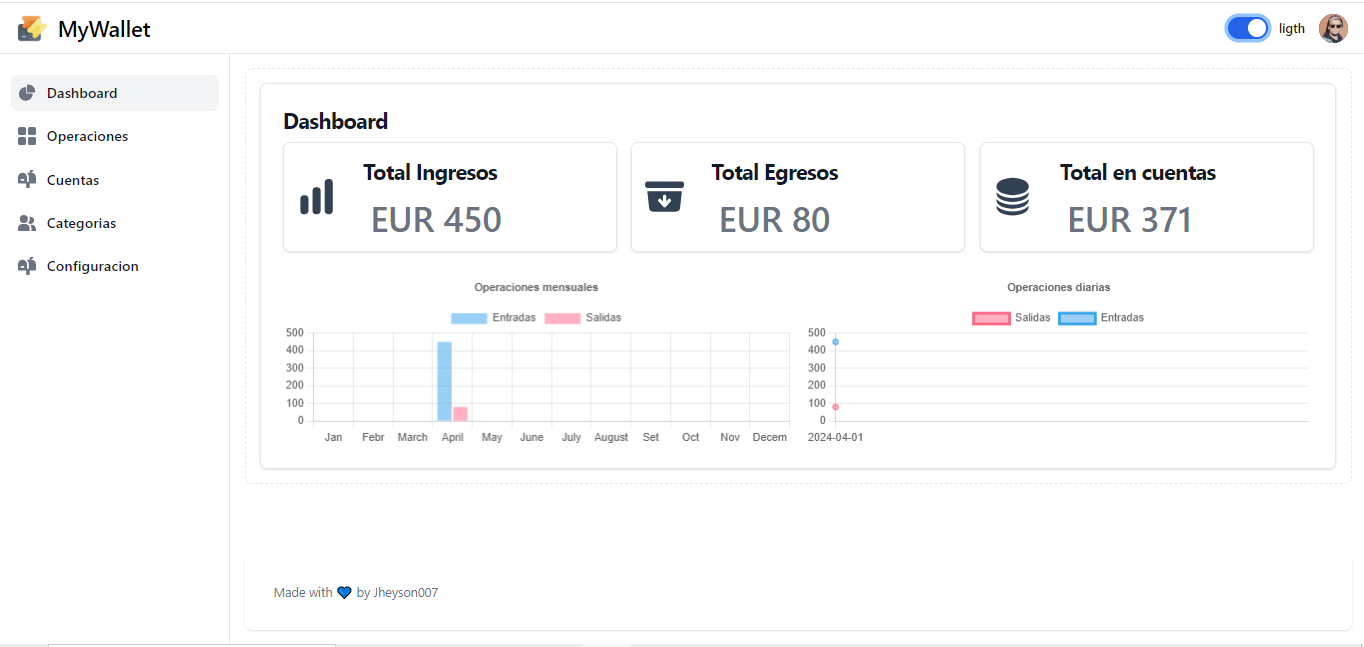 MyWallet
ligth
Dashboard
Operaciones
Cuentas
Categorias
Configuracion
Dashboard
Total Ingresos
EUR 450
Total Egresos
EUR 80
Total en cuentas
EUR 371
Operaciones mensuales
Entradas Salidas
500
400
300
200
100
0
Jan Febr March April May June July August Set Oct Nov Decem
Operaciones diarias
Salidas Entradas
500
400
300
200
100
0
2024-04-01
Made with 💙 by Jheyson007